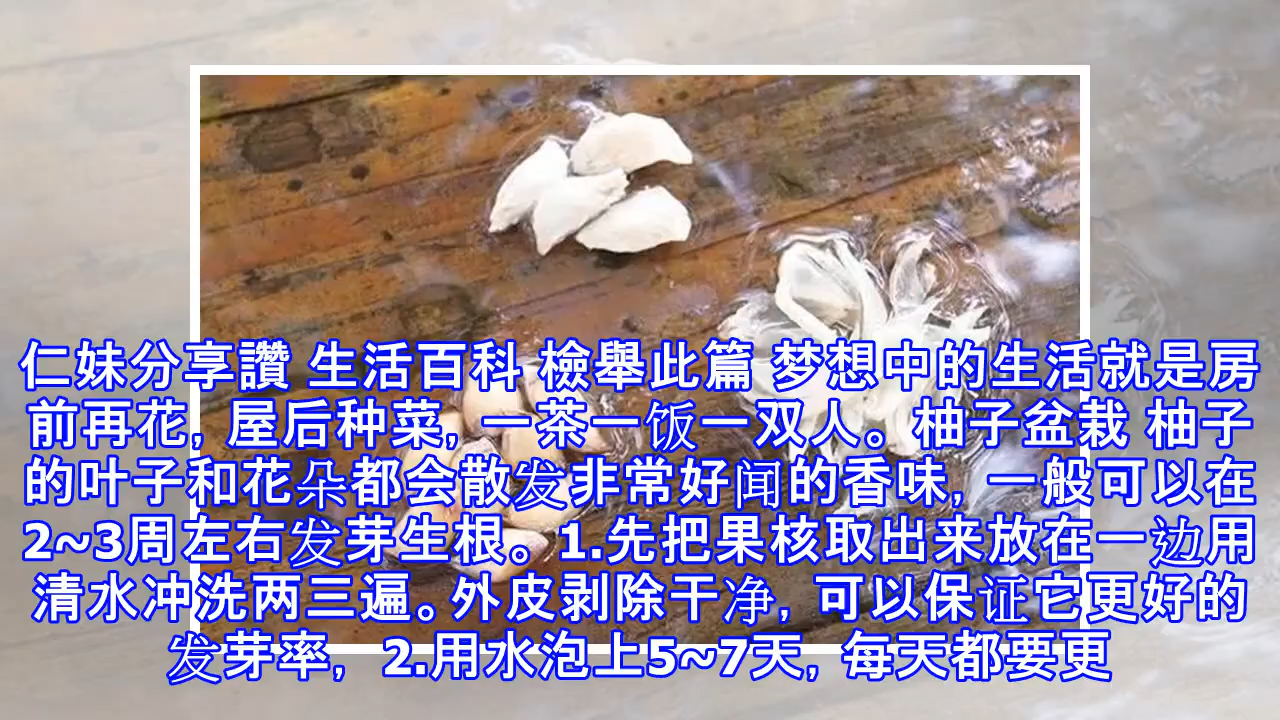 仁妹分享讚 生活百科 檢舉此篇 梦想中的生活就是房
前再花, 屋后种菜, 一茶一饭一双人。柚子盆栽 柚子
的叶子和花朵都会散发非常好闻的香味, 一般可以在
2~3周左右发芽生根。1.先把果核取出来放在一边用
清水冲洗两三遍。外皮剥除干净, 可以保证它更好的
发芽率, 2.用水泡上5~7天, 每天都要更